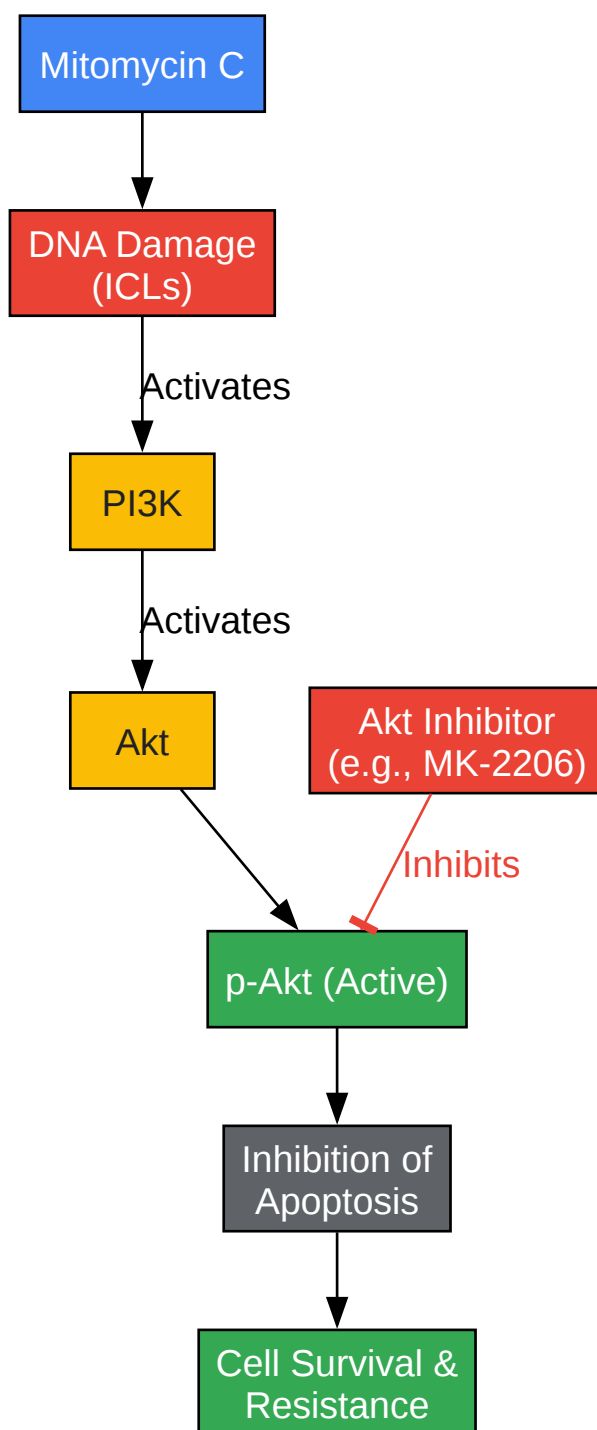 Mitomycin C
DNA Damage
(ICLs)
Activates
PI3K
Activates
Akt
Akt Inhibitor
(e.g., MK-2206)
Inhibits
p-Akt (Active)
Inhibition of
Apoptosis
Cell Survival &
Resistance